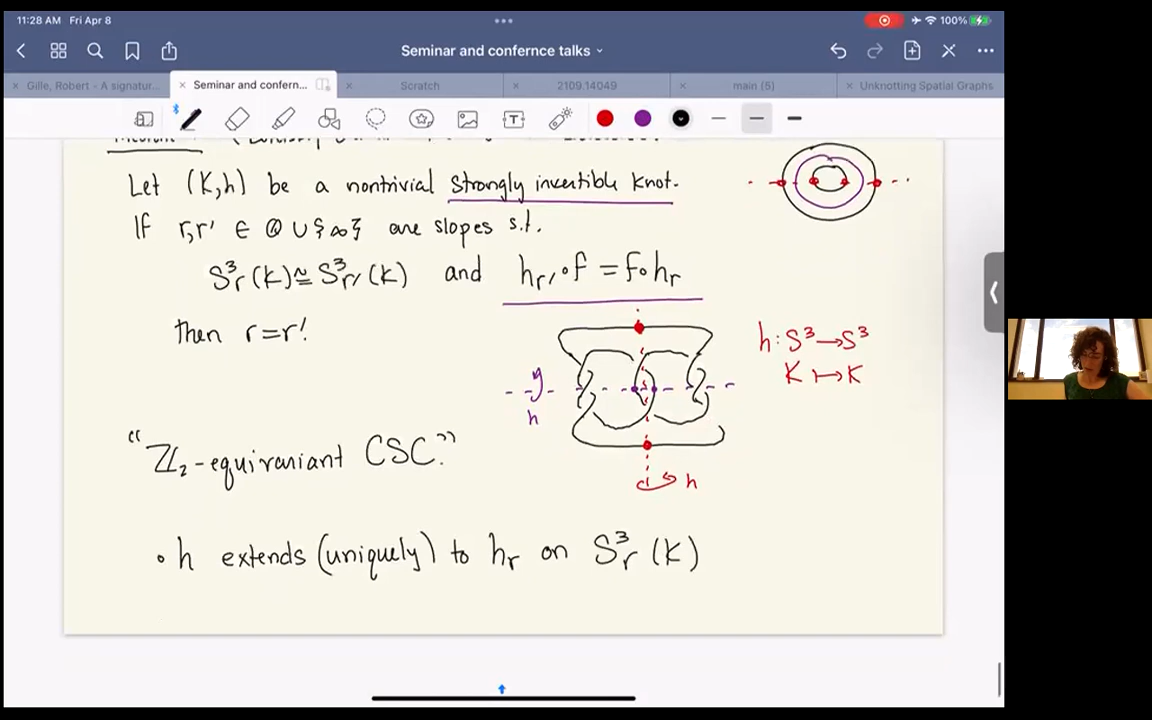 11:28 AM Fri Apr 8
100%
Seminar and confernce talks
Gille, Robert - A signatur...
Seminar and confern...
Scratch
2109.14049
main (5)
Unknotting Spatial Graphs
Let (K,h) be a nontrivial strongly invertible knot.
If r,r' ∈ ℚ ∪ {∞} are slopes s.t.
S³ᵣ(K) ≅ S³ᵣ'(K) and hᵣ' ∘ f = f ∘ hᵣ
then r=r'.
h: S³ → S³
K ↦ K
h
"ℤ₂-equivariant CSC."
h
• h extends (uniquely) to hᵣ on S³ᵣ(K)